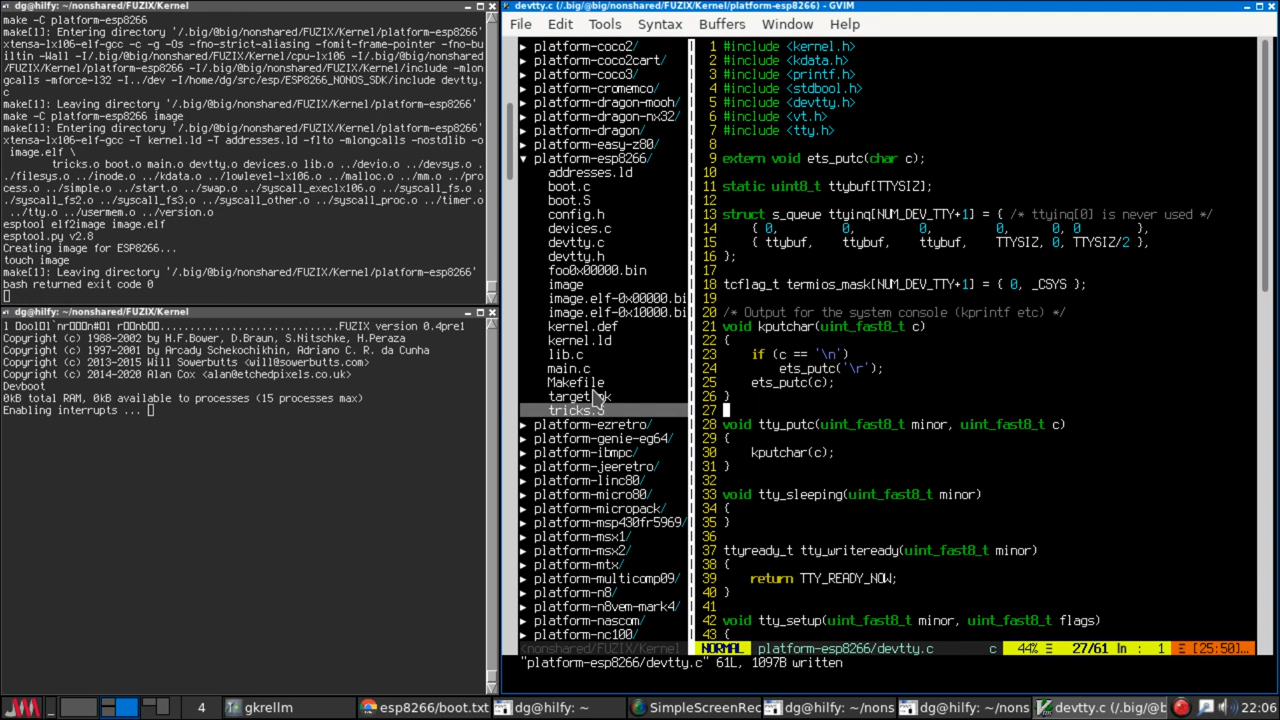 dg@hilfy: ~/nonshared/FUZIX/Kernel
make -C platform-esp8266
make[1]: Entering directory '/.big/@big/nonshared/FUZIX/Kernel/platform-esp8266'
xtensa-lx106-elf-gcc -c -g -Os -fno-strict-aliasing -fomit-frame-pointer -fno-bu
iltin -Wall -I/.big/@big/nonshared/FUZIX/Kernel/cpu-lx106 -I/.big/@big/nonshared
/FUZIX/Kernel/platform-esp8266 -I/.big/@big/nonshared/FUZIX/Kernel/include -mlon
gcalls -mforce-l32 -I../dev -I/home/dg/src/esp/ESP8266_NONOS_SDK/include devtty.
c
make[1]: Leaving directory '/.big/@big/nonshared/FUZIX/Kernel/platform-esp8266'
make -C platform-esp8266 image
make[1]: Entering directory '/.big/@big/nonshared/FUZIX/Kernel/platform-esp8266'
xtensa-lx106-elf-gcc -T kernel.ld -T addresses.ld -flto -mlongcalls -nostdlib -o
image.elf \
tricks.o boot.o main.o devtty.o devices.o lib.o ../devio.o ../devsys.o .
./filesys.o ../inode.o ../kdata.o ../lowlevel-lx106.o ../malloc.o ../mm.o ../pro
cess.o ../simple.o ../start.o ../swap.o ../syscall_execlx106.o ../syscall_fs.o .
./syscall_fs2.o ../syscall_fs3.o ../syscall_other.o ../syscall_proc.o ../timer.o
../tty.o ../usermem.o ../version.o
esptool elf2image image.elf
esptool.py v2.8
Creating image for ESP8266...
touch image
make[1]: Leaving directory '/.big/@big/nonshared/FUZIX/Kernel/platform-esp8266'
bash returned exit code 0
dg@hilfy: ~/nonshared/FUZIX/Kernel
FUZIX version 0.4pre1
Copyright (c) 1988-2002 by H.F.Bower, D.Braun, S.Nitschke, H.Peraza
Copyright (c) 1997-2001 by Arcady Schekochikhin, Adriano C. R. da Cunha
Copyright (c) 2013-2015 Will Sowerbutts <will@sowerbutts.com>
Copyright (c) 2014-2020 Alan Cox <alan@etchedpixels.co.uk>
Devboot
0kB total RAM, 0kB available to processes (15 processes max)
Enabling interrupts ...
devtty.c (/.big/@big/nonshared/FUZIX/Kernel/platform-esp8266) - GVIM
File Edit Tools Syntax Buffers Window Help
▶ platform-coco2/
▶ platform-coco2cart/
▶ platform-coco3/
▶ platform-cromemco/
▶ platform-dragon-mooh/
▶ platform-dragon-nx32/
▶ platform-dragon/
▶ platform-easy-z80/
▼ platform-esp8266/
addresses.ld
boot.c
boot.S
config.h
devices.c
devtty.c
devtty.h
foo0x00000.bin
image
image.elf-0x00000.bi
image.elf-0x10000.bi
kernel.def
kernel.ld
lib.c
main.c
Makefile
tricks.S
▶ platform-ezretro/
▶ platform-genie-eg64/
▶ platform-ibmpc/
▶ platform-jeeretro/
▶ platform-linc80/
▶ platform-micro80/
▶ platform-micropack/
▶ platform-msp430fr5969/
▶ platform-msx1/
▶ platform-msx2/
▶ platform-mtx/
▶ platform-multicomp09/
▶ platform-n8/
▶ platform-n8vem-mark4/
▶ platform-nascom/
▶ platform-nc100/
<nonshared/FUZIX/Kernel
1 #include <kernel.h>
2 #include <kdata.h>
3 #include <printf.h>
4 #include <stdbool.h>
5 #include <devtty.h>
6 #include <vt.h>
7 #include <tty.h>
8
9 extern void ets_putc(char c);
10
11 static uint8_t ttybuf[TTYSIZ];
12
13 struct s_queue ttyinq[NUM_DEV_TTY+1] = { /* ttyinq[0] is never used */
14 { 0, 0, 0, 0, 0, 0 },
15 { ttybuf, ttybuf, ttybuf, TTYSIZ, 0, TTYSIZ/2 },
16 };
17
18 tcflag_t termios_mask[NUM_DEV_TTY+1] = { 0, _CSYS };
19
20 /* Output for the system console (kprintf etc) */
21 void kputchar(uint_fast8_t c)
22 {
23 if (c == '\n')
24 ets_putc('\r');
25 ets_putc(c);
26 }
27
28 void tty_putc(uint_fast8_t minor, uint_fast8_t c)
29 {
30 kputchar(c);
31 }
32
33 void tty_sleeping(uint_fast8_t minor)
34 {
35 }
36
37 ttyready_t tty_writeready(uint_fast8_t minor)
38 {
39 return TTY_READY_NOW;
40 }
41
42 void tty_setup(uint_fast8_t minor, uint_fast8_t flags)
43 {
NORMAL platform-esp8266/devtty.c c 44% Ξ 27/61 ln : 1 Ξ [25:50]...
"platform-esp8266/devtty.c" 61L, 1097B written
4 gkrellm esp8266/boot.txt dg@hilfy: ~ SimpleScreenRec dg@hilfy: ~/nons dg@hilfy: ~/nons devtty.c (/.big/@b 22:06